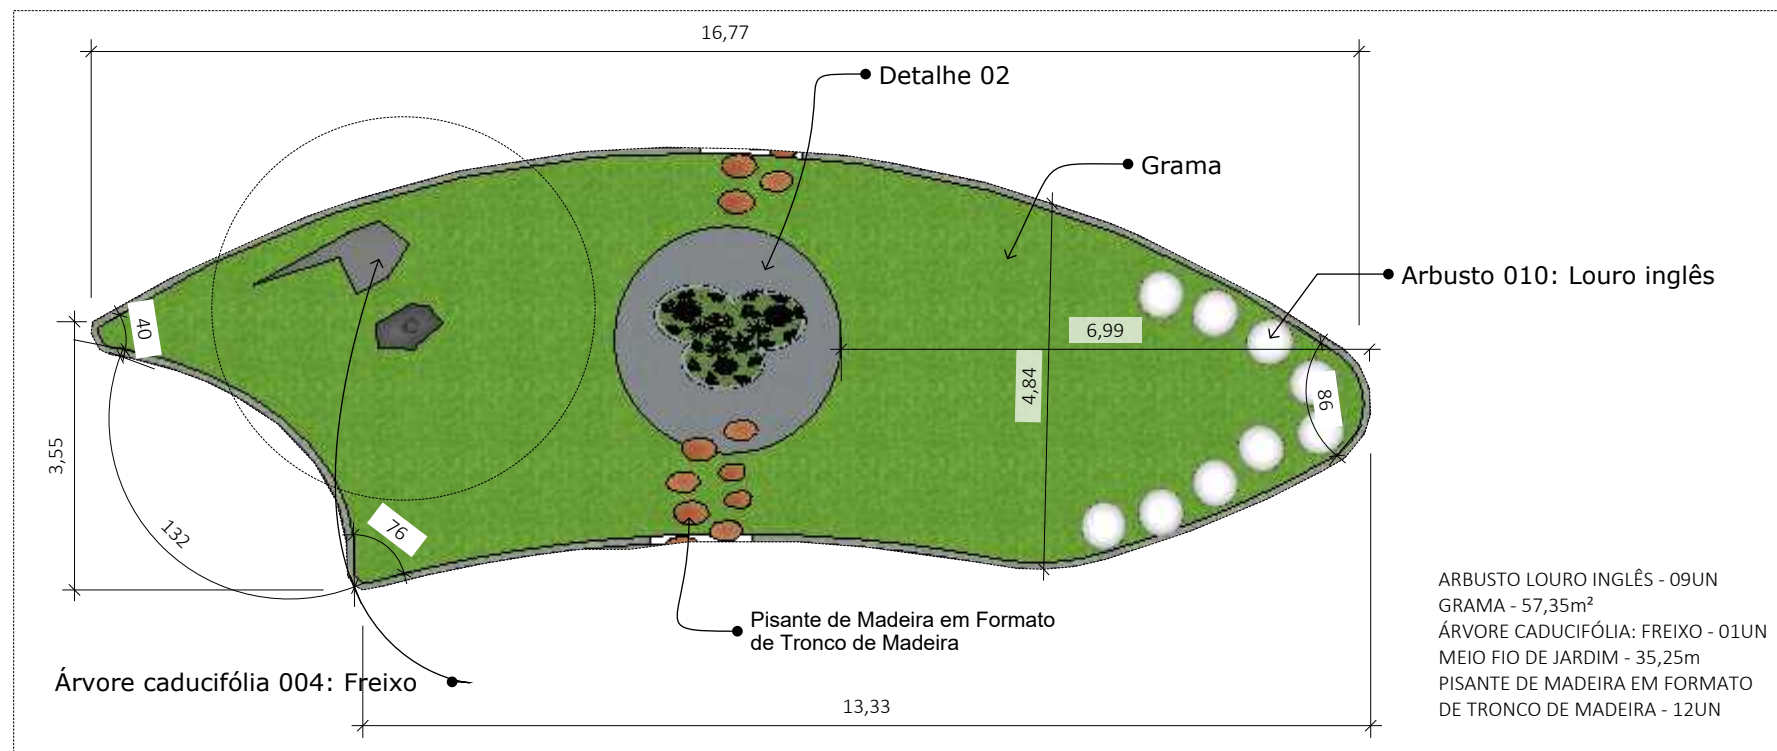 16,77
Detalhe 02
Grama
Arbusto 010: Louro inglês
40
6,99
4,84
86
3,55
132
76
Pisante de Madeira em Formato
de Tronco de Madeira
Árvore caducifólia 004: Freixo
13,33
ARBUSTO LOURO INGLÊS - 09UN
GRAMA - 57,35m²
ÁRVORE CADUCIFÓLIA: FREIXO - 01UN
MEIO FIO DE JARDIM - 35,25m
PISANTE DE MADEIRA EM FORMATO
DE TRONCO DE MADEIRA - 12UN